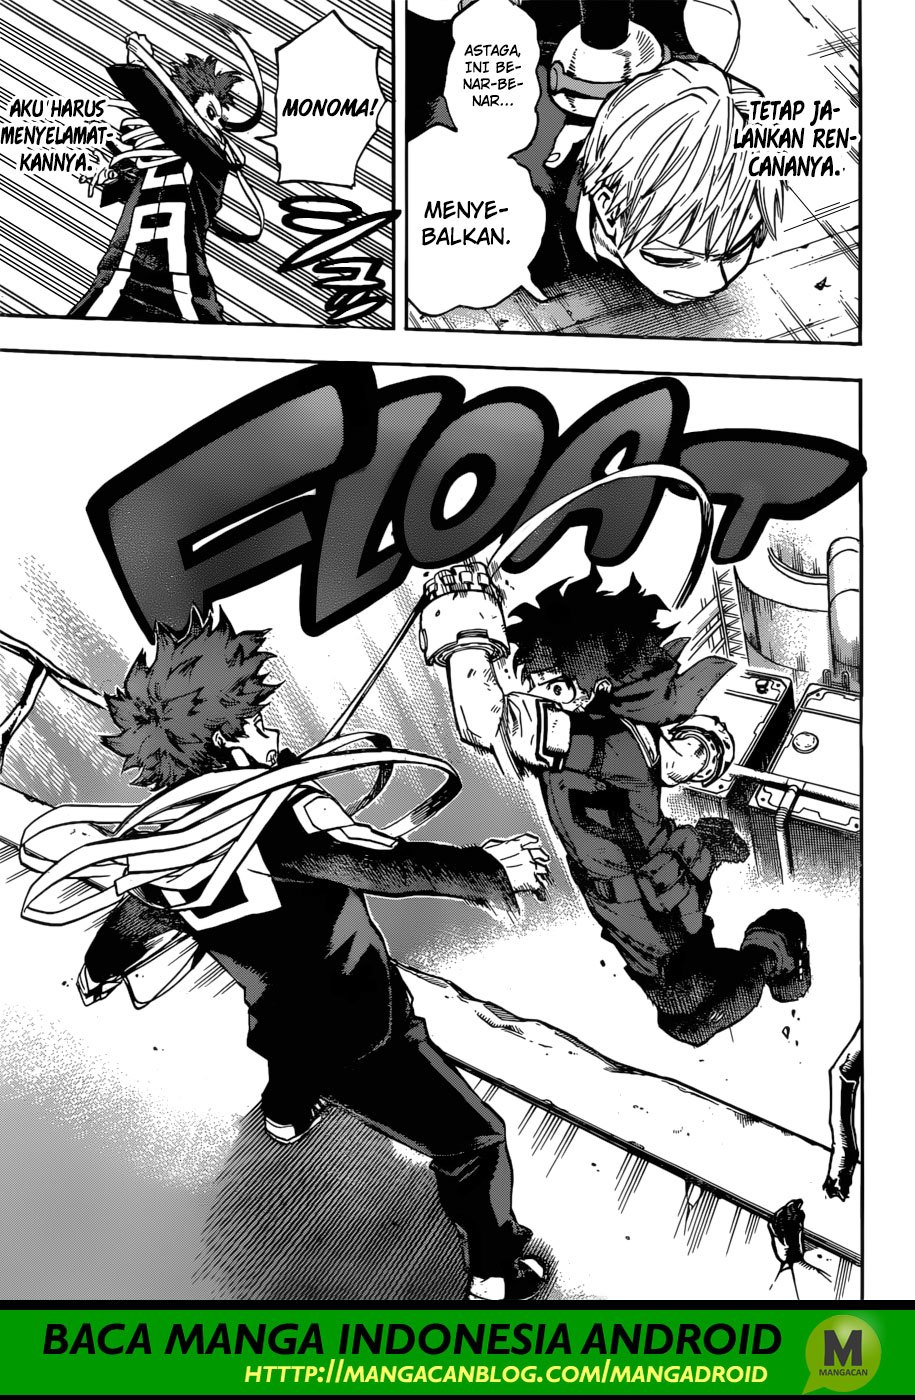 ASTAGA,
INI BE-
NAR-BE-
NAR...
MENYE-
BALKAN.
TETAP JA-
LANKAN REN-
CANANYA.
MONOMA!
AKU HARUS
MENYELAMAT-
KANNYA.
FLOAT
BACA MANGA INDONESIA ANDROID
HTTTP://MANGACANBLOG.COM/MANGADROID
M
MANGACAN